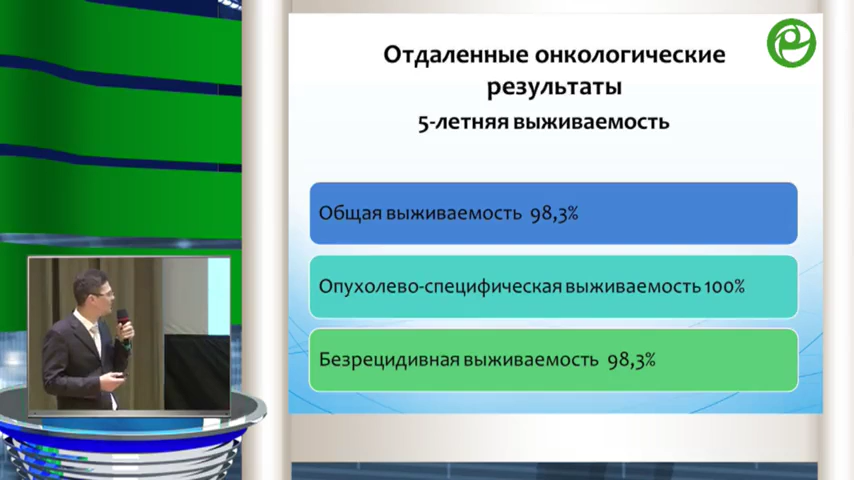 Отдаленные онкологические
результаты
5-летняя выживаемость
Общая выживаемость 98,3%
Опухолево-специфическая выживаемость 100%
Безрецидивная выживаемость 98,3%